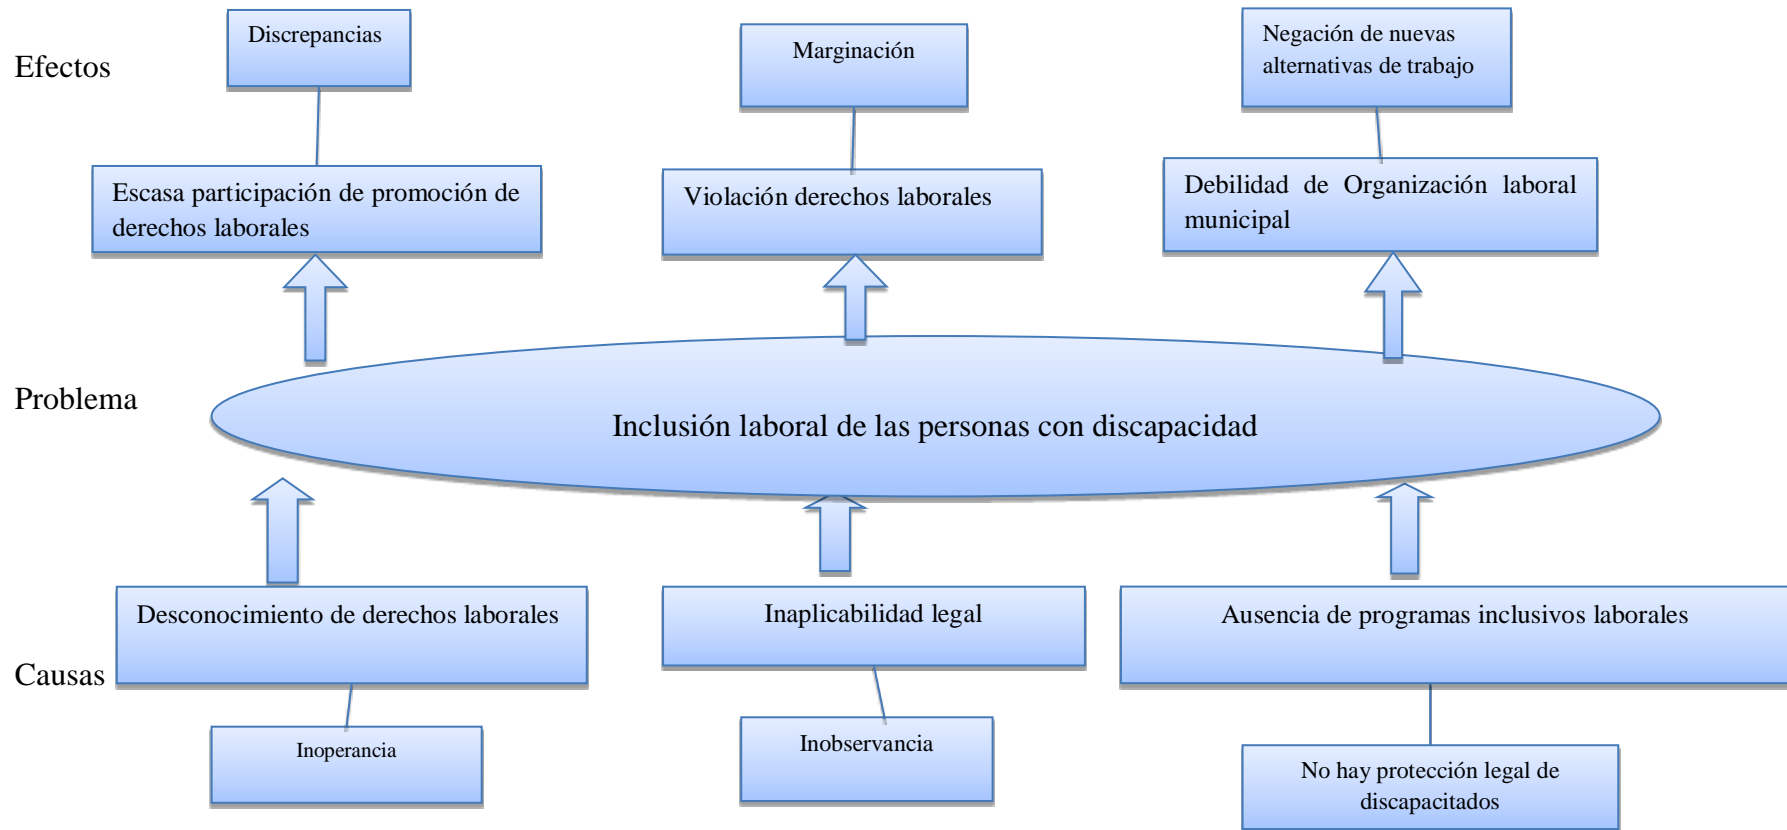 Efectos
Discrepancias
Marginación
Negación de nuevas
alternativas de trabajo
Escasa participación de promoción de
derechos laborales
Violación derechos laborales
Debilidad de Organización laboral
municipal
Problema
Inclusión laboral de las personas con discapacidad
Causas
Desconocimiento de derechos laborales
Inaplicabilidad legal
Ausencia de programas inclusivos laborales
Inoperancia
Inobservancia
No hay protección legal de
discapacitados